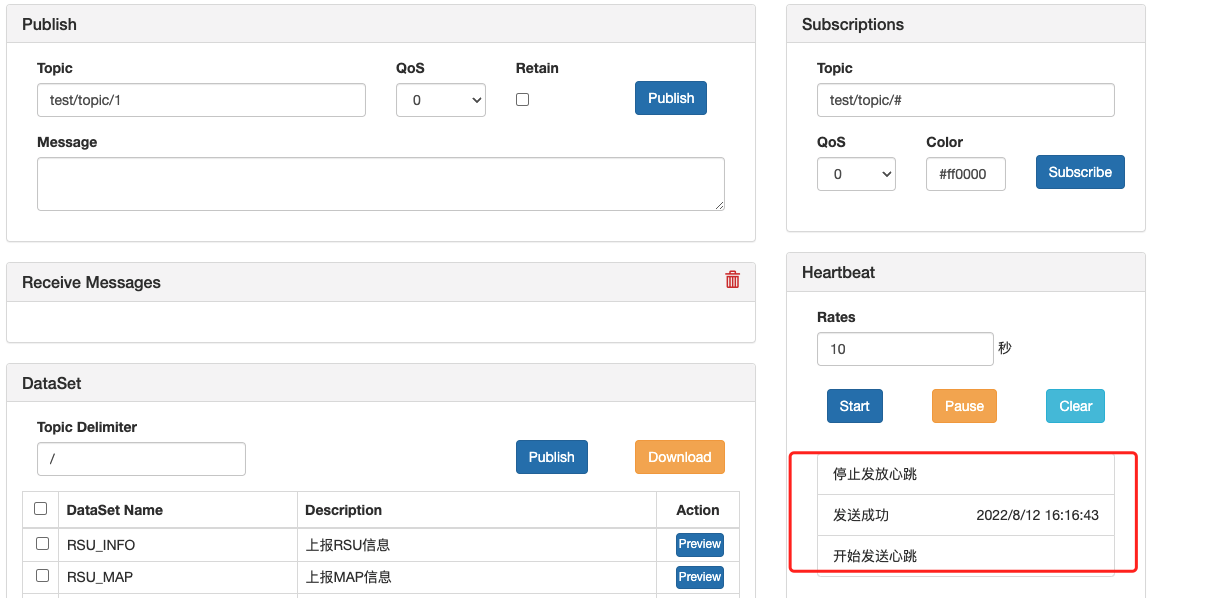 Publish
Topic
QoS
Retain
test/topic/1
0
Publish
Message
Receive Messages
DataSet
Topic Delimiter
/
Publish
Download
DataSet Name
Description
Action
RSU_INFO
上报RSU信息
Preview
RSU_MAP
上报MAP信息
Preview
Subscriptions
Topic
test/topic/#
QoS
Color
0
#ff0000
Subscribe
Heartbeat
Rates
10
秒
Start
Pause
Clear
停止发放心跳
发送成功 2022/8/12 16:16:43
开始发送心跳